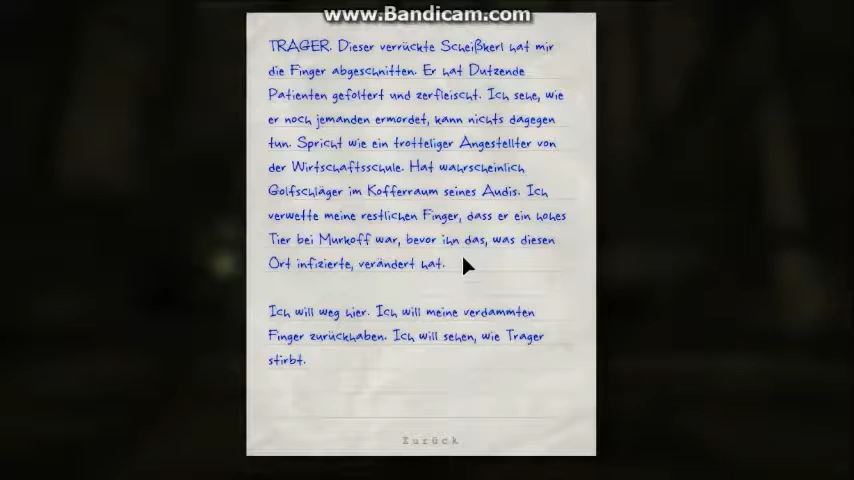 www.Bandicam.com
TRAGER. Dieser verrückte Scheißkerl hat mir
die Finger abgeschnitten. Er hat Dutzende
Patienten gefoltert und zerfleischt. Ich sehe, wie
er noch jemanden ermordet, kann nichts dagegen
tun. Spricht wie ein trotteliger Angestellter von
der Wirtschaftsschule. Hat wahrscheinlich
Golfschläger im Kofferraum seines Audis. Ich
verwette meine restlichen Finger, dass er ein hohes
Tier bei Murkoff war, bevor ihn das, was diesen
Ort infizierte, verändert hat.
Ich will weg hier. Ich will meine verdammten
Finger zurückhaben. Ich will sehen, wie Trager
stirbt.
Zurück